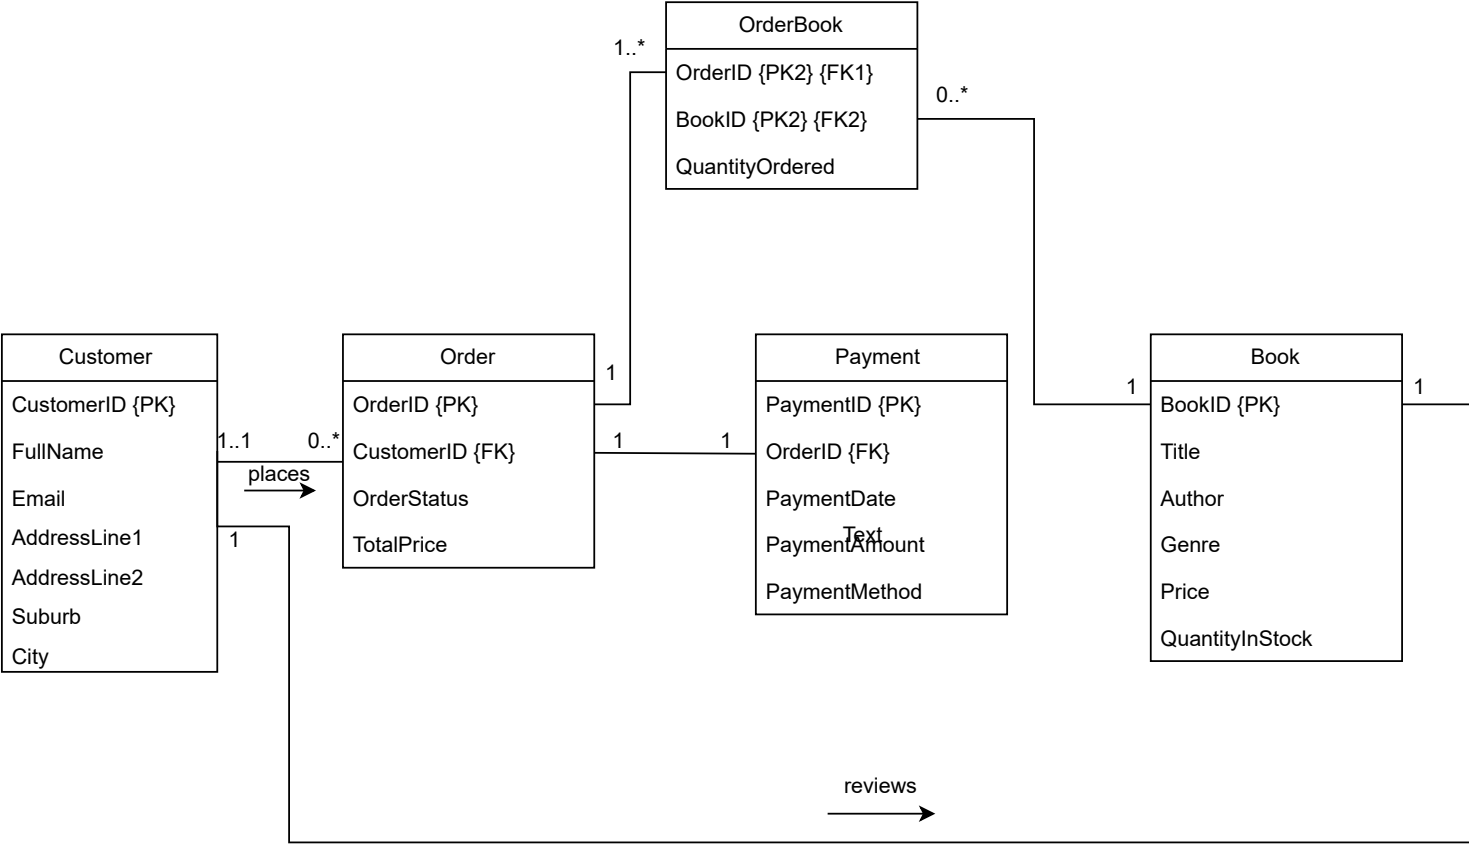 OrderBook
1..*
OrderID {PK2} {FK1}
0..*
BookID {PK2} {FK2}
QuantityOrdered
Customer
Order
Payment
Book
1
1
1
CustomerID {PK}
OrderID {PK}
PaymentID {PK}
BookID {PK}
1..1
0..*
1
1
FullName
CustomerID {FK}
OrderID {FK}
Title
places
Email
OrderStatus
PaymentDate
Author
Text
AddressLine1
1
TotalPrice
PaymentAmount
Genre
AddressLine2
PaymentMethod
Price
Suburb
QuantityInStock
City
reviews